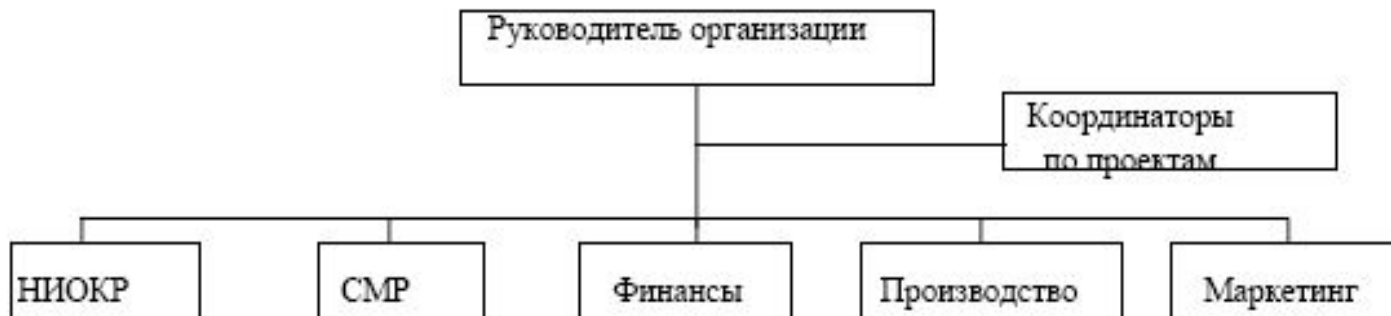 Руководитель организации
Координаторы
по проектам
НИОКР
СМР
Финансы
Производство
Маркетинг